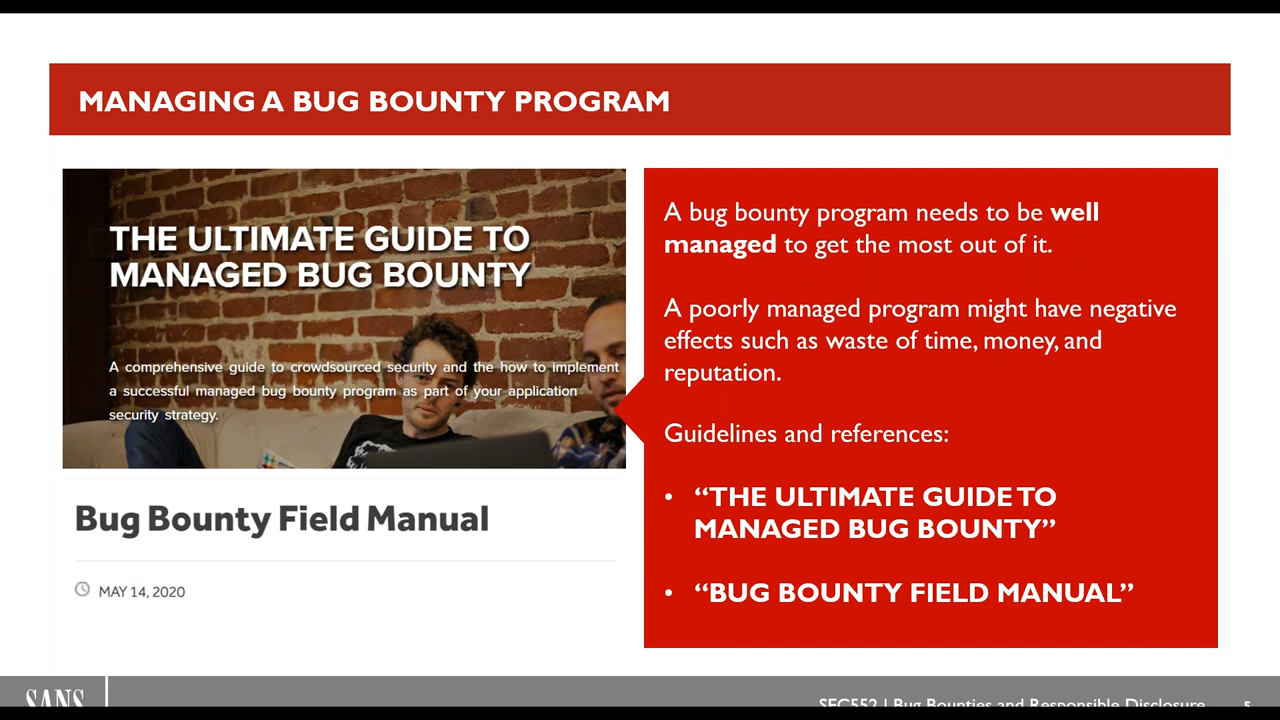 MANAGING A BUG BOUNTY PROGRAM
THE ULTIMATE GUIDE TO
MANAGED BUG BOUNTY
A comprehensive guide to crowdsourced security and the how to implement
a successful managed bug bounty program as part of your application
security strategy.
Bug Bounty Field Manual
MAY 14, 2020
A bug bounty program needs to be well
managed to get the most out of it.
A poorly managed program might have negative
effects such as waste of time, money, and
reputation.
Guidelines and references:
• “THE ULTIMATE GUIDE TO
MANAGED BUG BOUNTY”
• “BUG BOUNTY FIELD MANUAL”
SANS
SEC552 | Bug Bounties and Responsible Disclosure
5